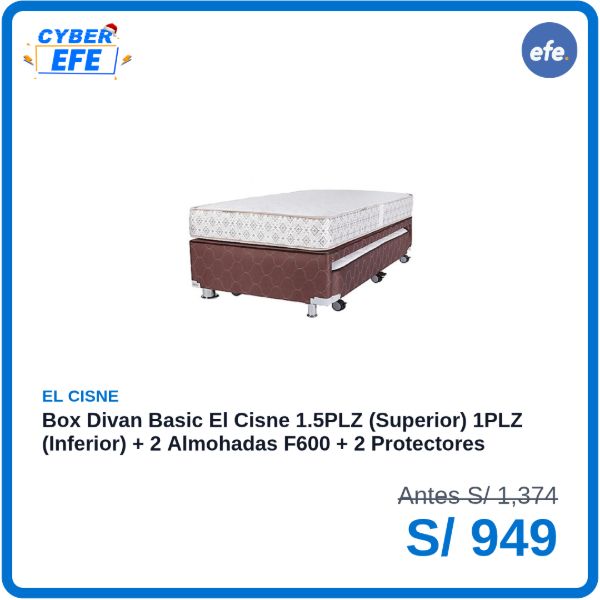 CYBER
EFE
efe.
EL CISNE
Box Divan Basic El Cisne 1.5PLZ (Superior) 1PLZ
(Inferior) + 2 Almohadas F600 + 2 Protectores
Antes S/ 1,374
S/ 949